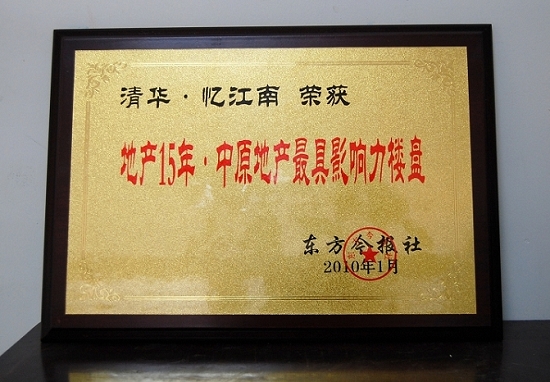 清华·忆江南 荣获
地产15年·中原地产最具影响力楼盘
东方今报社
2010年1月